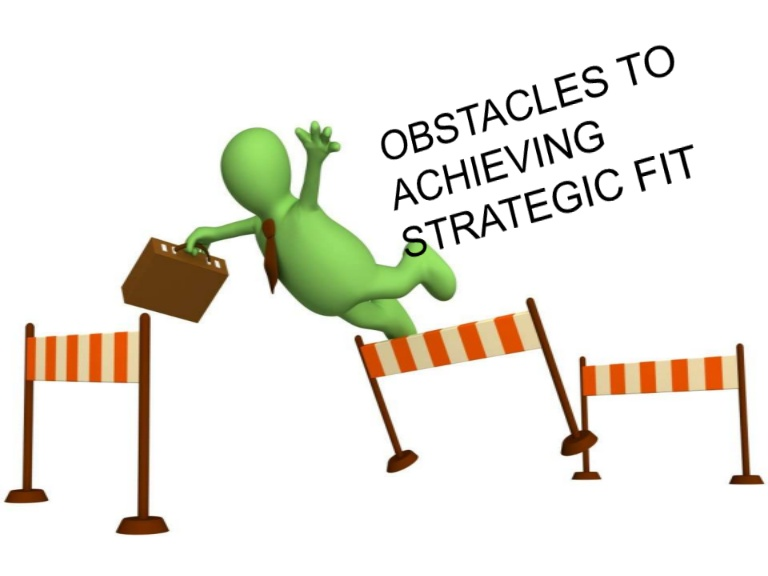 OBSTACLES TO
ACHIEVING
STRATEGIC FIT